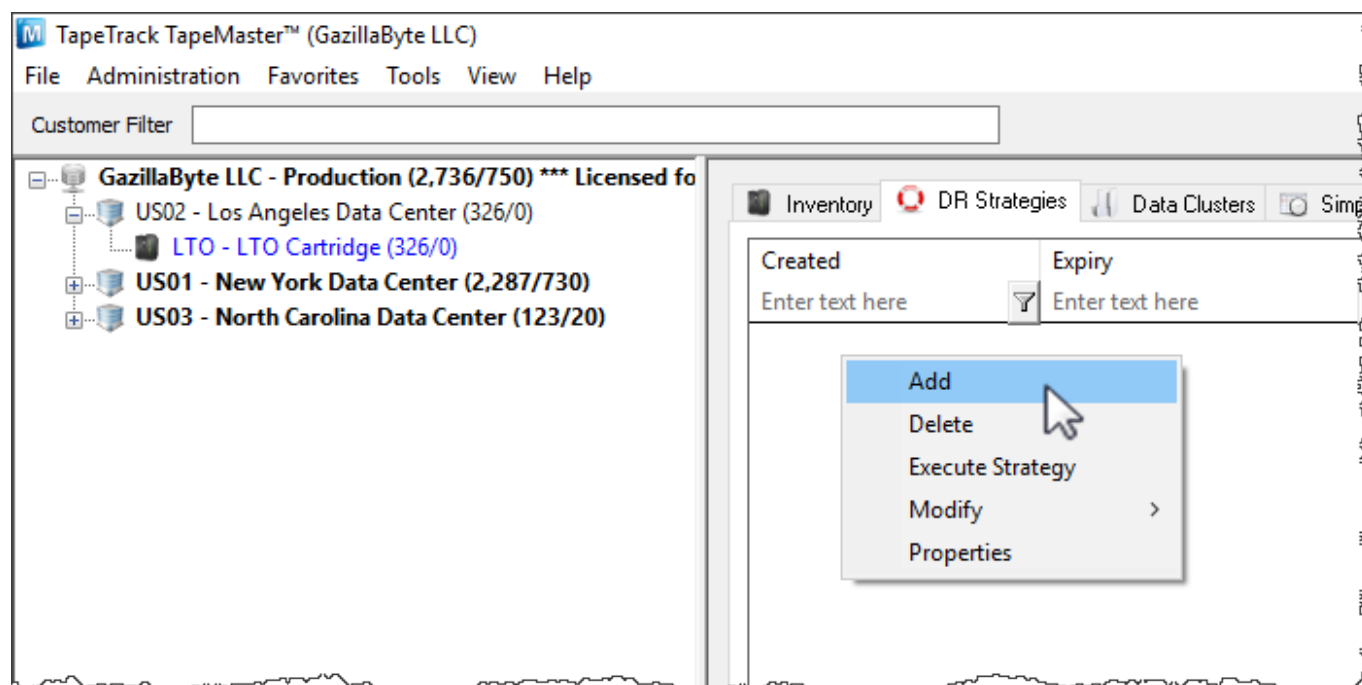 TapeTrack TapeMaster™ (GazillaByte LLC)
File Administration Favorites Tools View Help
Customer Filter
GazillaByte LLC - Production (2,736/750) *** Licensed fo
US02 - Los Angeles Data Center (326/0)
LTO - LTO Cartridge (326/0)
US01 - New York Data Center (2,287/730)
US03 - North Carolina Data Center (123/20)
Inventory DR Strategies Data Clusters Simp
Created Expiry
Enter text here Enter text here
Add
Delete
Execute Strategy
Modify
Properties